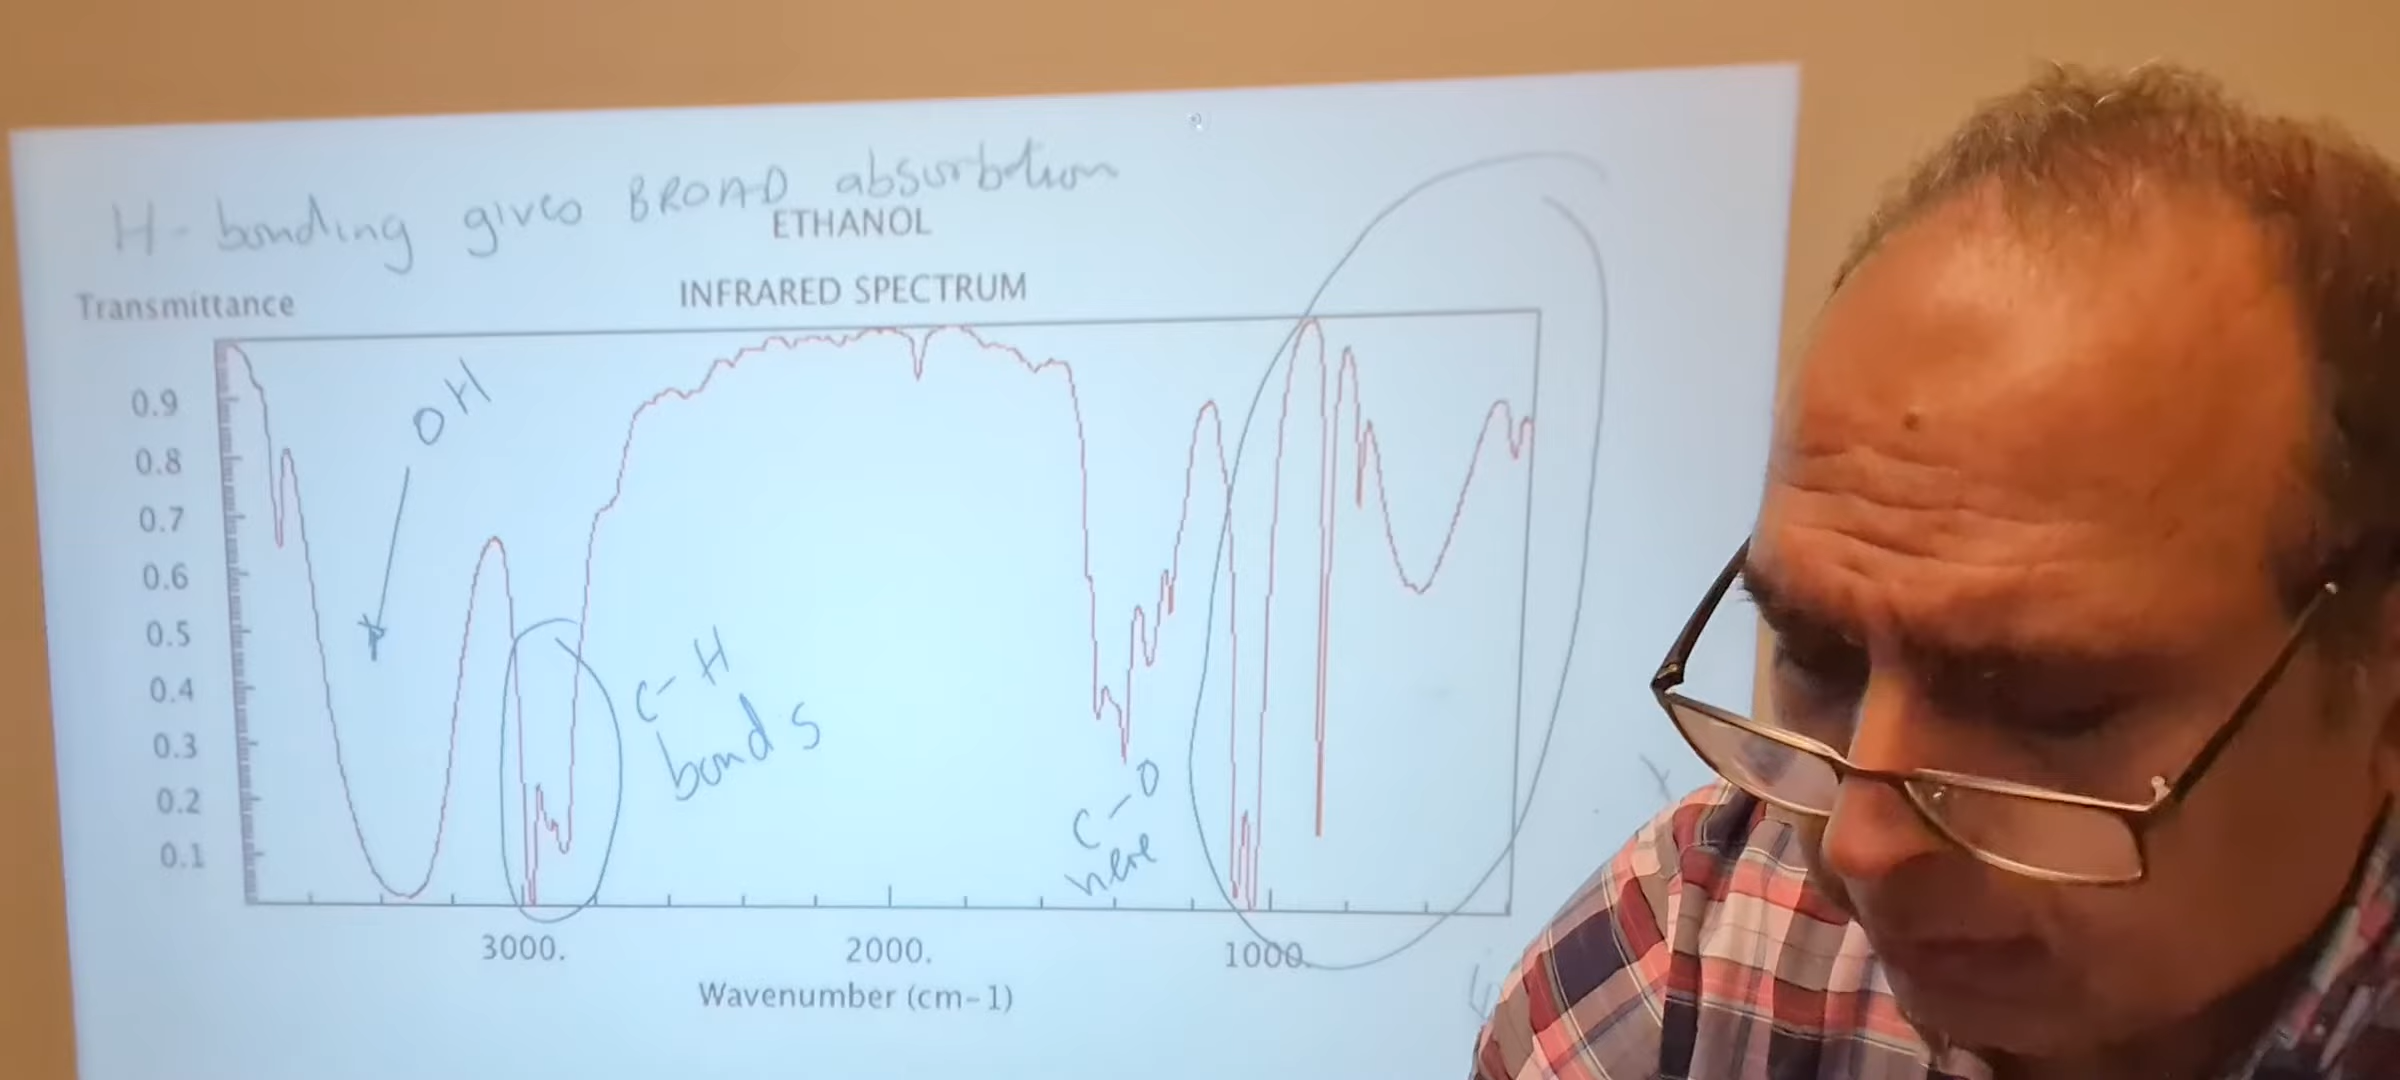 H-bonding gives BROAD absorbtion
ETHANOL
INFRARED SPECTRUM
Transmittance
OH
0.9
0.8
0.7
0.6
0.5
0.4
0.3
0.2
0.1
C-H
bonds
C-O
here
3000.
2000.
1000.
Wavenumber (cm-1)